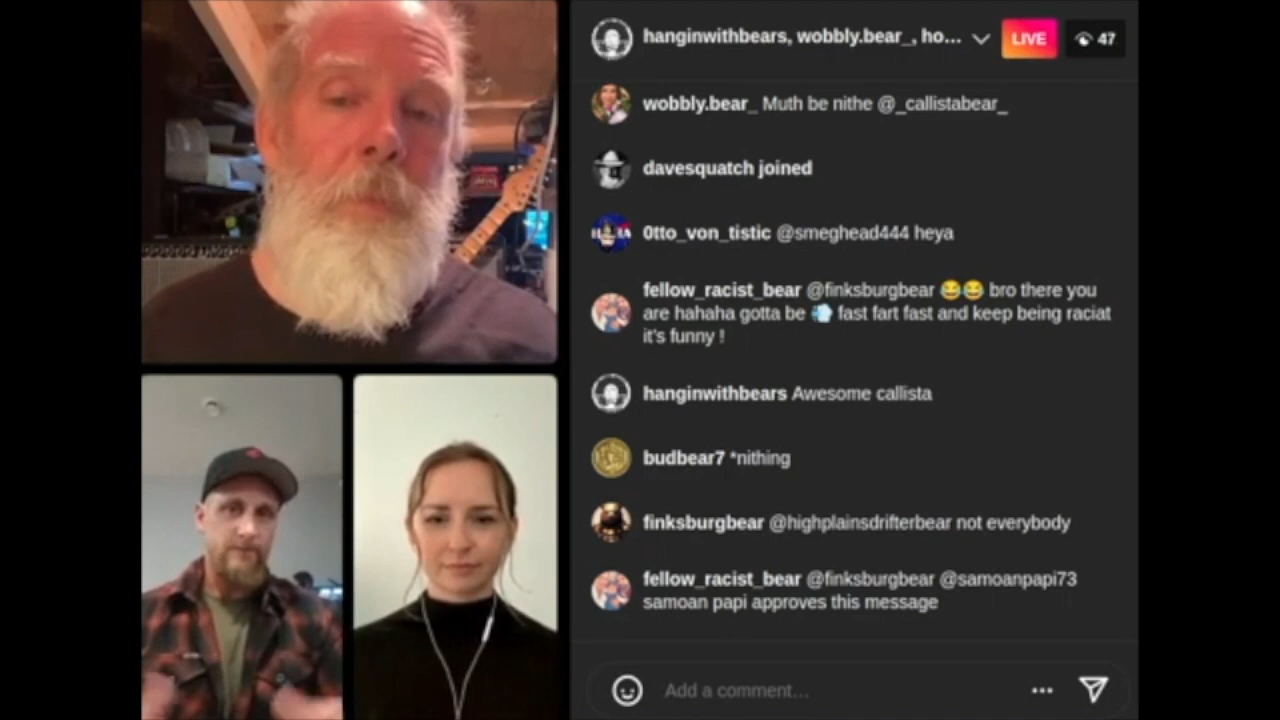 hanginwithbears, wobbly.bear_, ho...
LIVE
47
wobbly.bear_ Muth be nithe @_callistabear_
davesquatch joined
0tto_von_tistic @smeghead444 heya
fellow_racist_bear @finksburgbear 😂😂 bro there you
are hahaha gotta be 💨 fast fart fast and keep being raciat
it's funny !
hanginwithbears Awesome callista
budbear7 *nithing
finksburgbear @highplainsdrifterbear not everybody
fellow_racist_bear @finksburgbear @samoanpapi73
samoan papi approves this message
Add a comment...